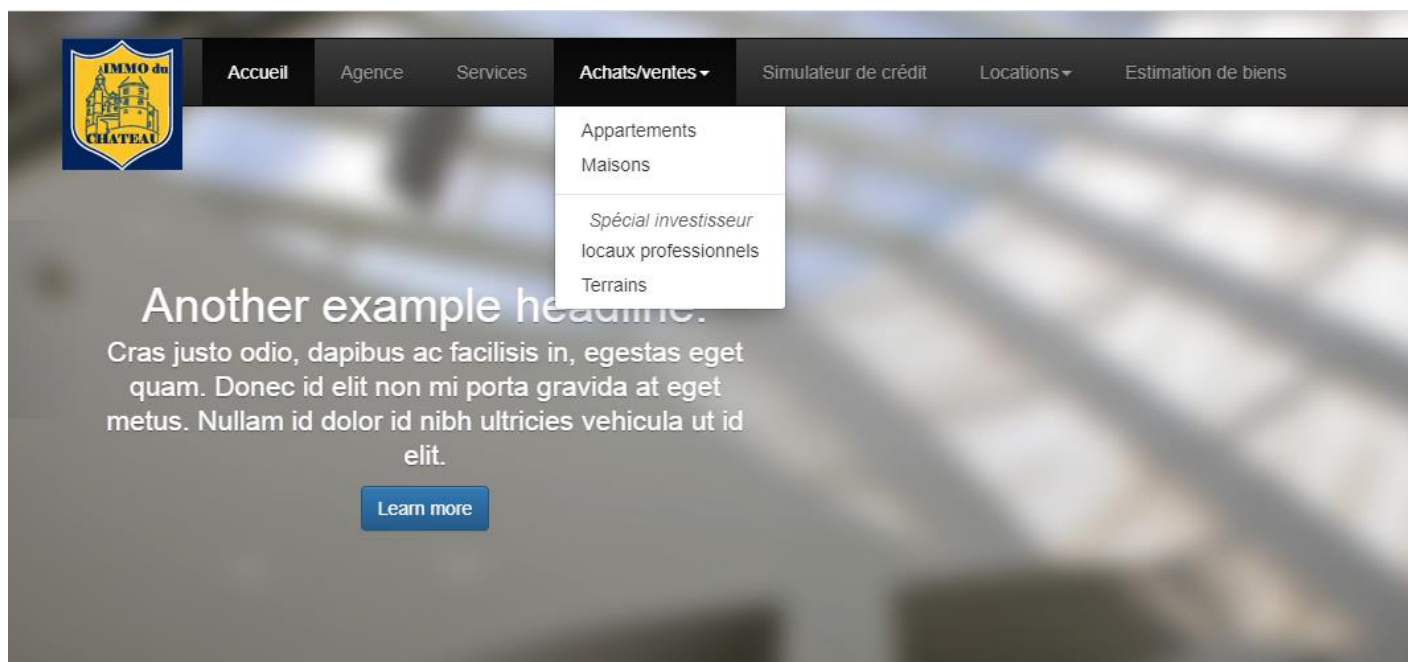 IMMO du
CHATEAU
Accueil
Agence
Services
Achats/ventes
Simulateur de crédit
Locations
Estimation de biens
Appartements
Maisons
Spécial investisseur
locaux professionnels
Terrains
Another example headline.
Cras justo odio, dapibus ac facilisis in, egestas eget
quam. Donec id elit non mi porta gravida at eget
metus. Nullam id dolor id nibh ultricies vehicula ut id
elit.
Learn more